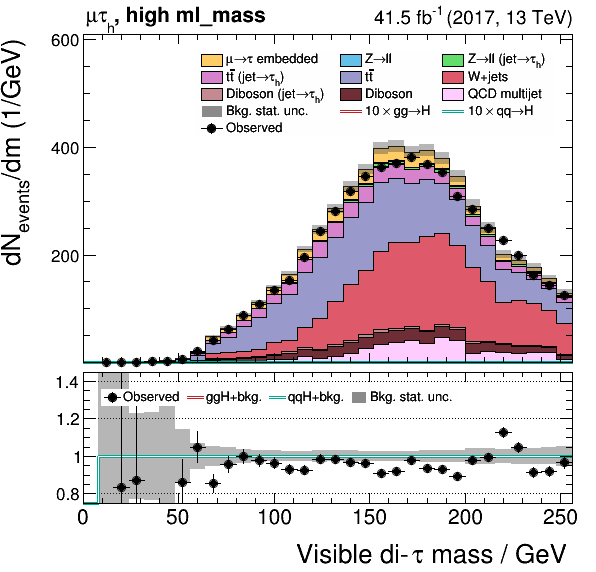 μτh, high ml_mass 41.5 fb⁻¹ (2017, 13 TeV)
dNevents/dm (1/GeV)
600
400
200
μ→τ embedded Z→ll Z→ll (jet→τh)
tt̄ (jet→τh) tt̄ W+jets
Diboson (jet→τh) Diboson QCD multijet
Bkg. stat. unc. 10 × gg→H 10 × qq→H
Observed
1.4
1.2
1
0.8
Observed ggH+bkg. qqH+bkg. Bkg. stat. unc.
0 50 100 150 200 250
Visible di-τ mass / GeV